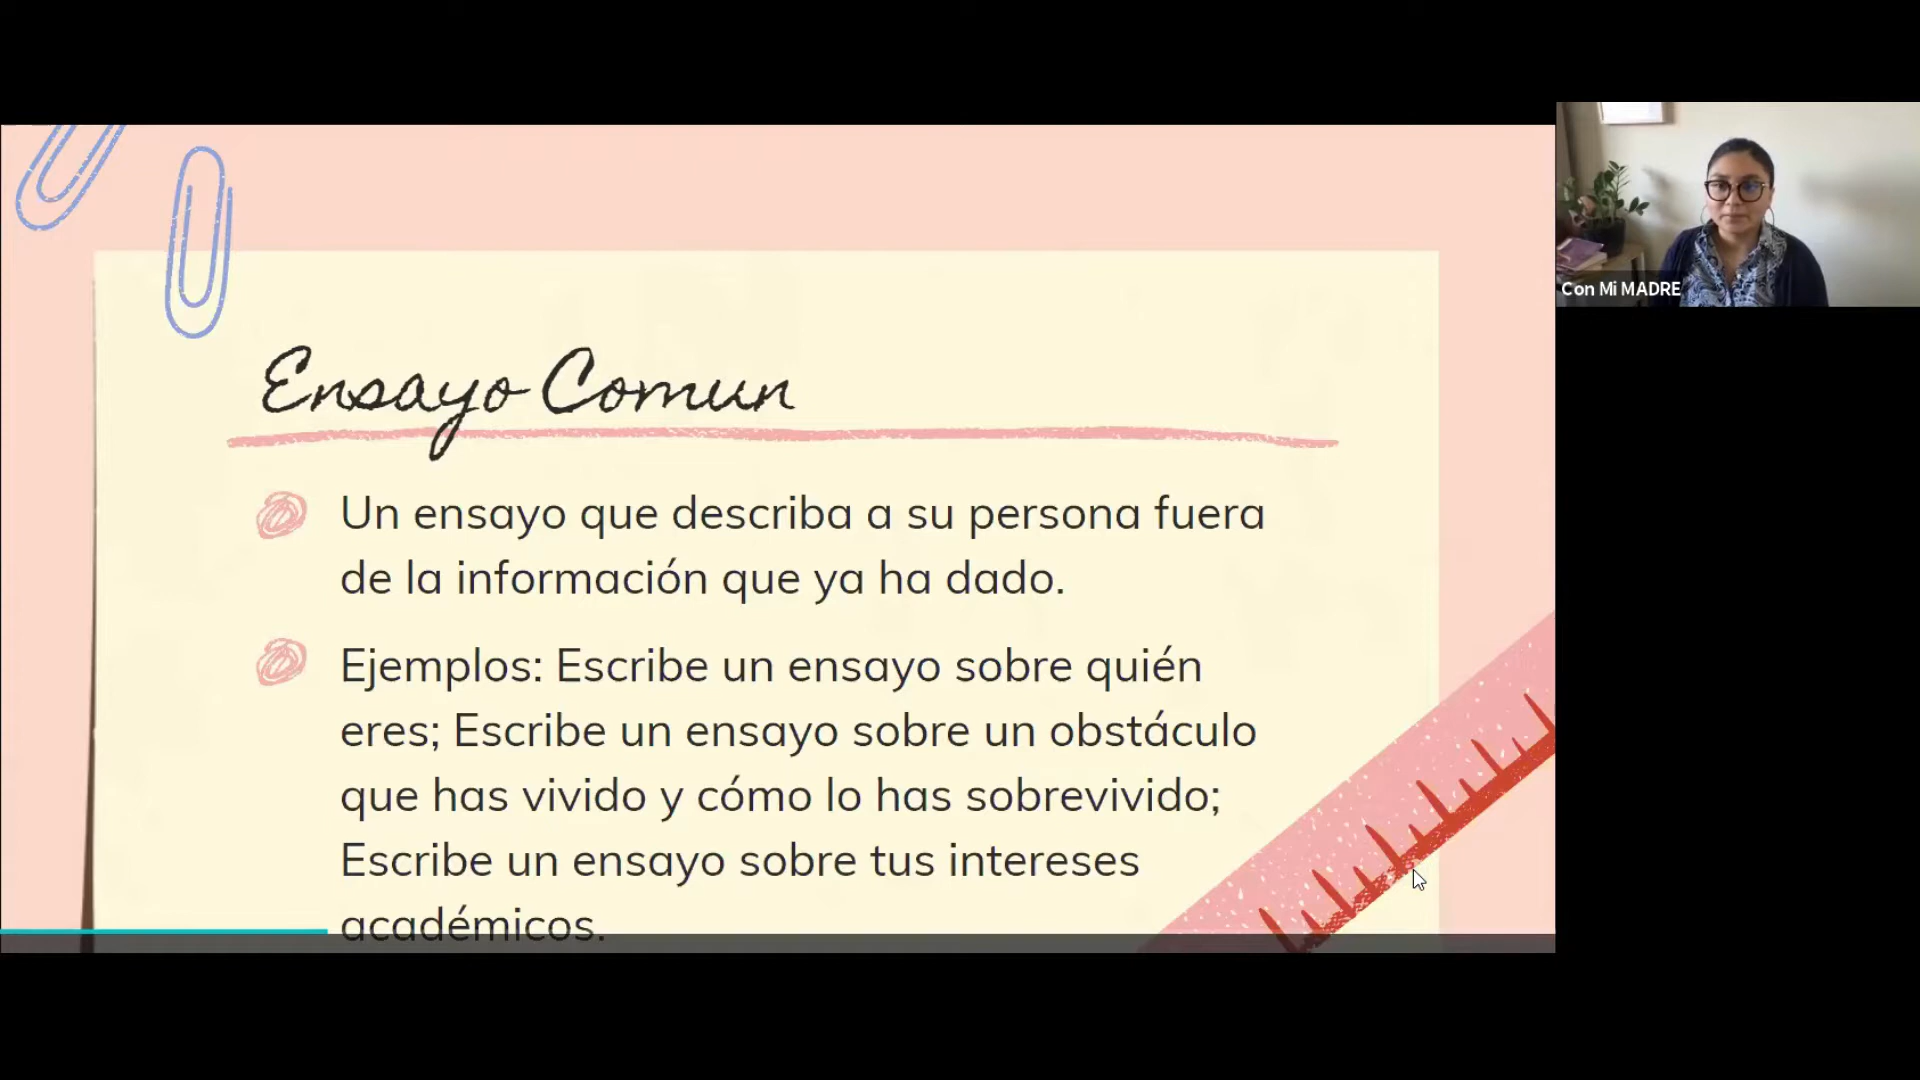 Ensayo Comun
Un ensayo que describa a su persona fuera
de la información que ya ha dado.
Ejemplos: Escribe un ensayo sobre quién
eres; Escribe un ensayo sobre un obstáculo
que has vivido y cómo lo has sobrevivido;
Escribe un ensayo sobre tus intereses
académicos.
Con Mi MADRE